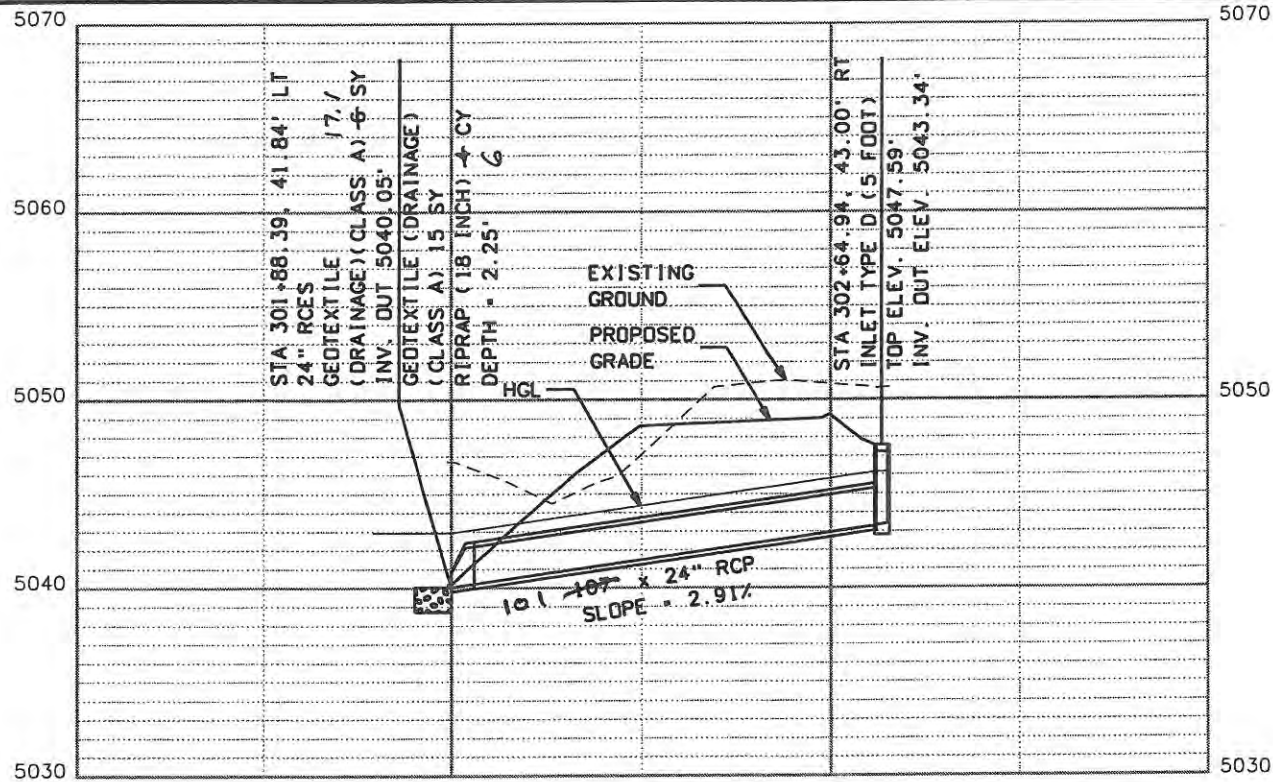 5070
5070
5060
5050
5050
5040
5030
5030
STA 301+88.39, 41.84' LT
24" RCES
GEOTEXTILE 17.1
(DRAINAGE)(CLASS A) 6 SY
INV. OUT 5040.05'
GEOTEXTILE (DRAINAGE)
(CLASS A) 15 SY
RIPRAP (18 INCH) 4 CY
6
DEPTH = 2.25'
EXISTING
GROUND
PROPOSED
GRADE
HGL
STA 302+64.94, 43.00' RT
INLET TYPE D (5 FOOT)
TOP ELEV. 5047.59'
INV. OUT ELEV. 5043.34'
101 107 x 24" RCP
SLOPE = 2.91%